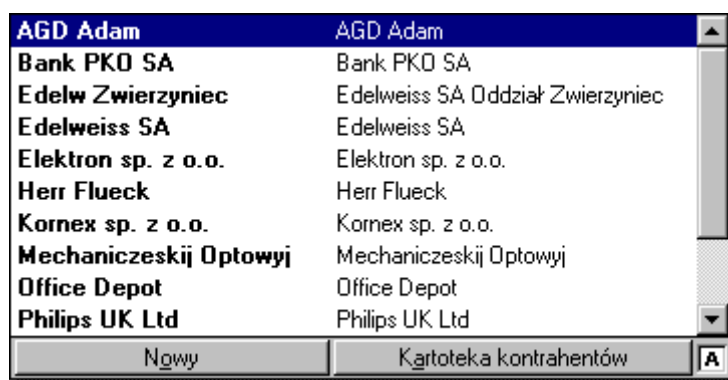 AGD Adam AGD Adam
Bank PKO SA Bank PKO SA
Edelw Zwierzyniec Edelweiss SA Oddział Zwierzyniec
Edelweiss SA Edelweiss SA
Elektron sp. z o.o. Elektron sp. z o.o.
Herr Flueck Herr Flueck
Kornex sp. z o.o. Kornex sp. z o.o.
Mechaniczeskij Optowyj Mechaniczeskij Optowyj
Office Depot Office Depot
Philips UK Ltd Philips UK Ltd
Nowy Kartoteka kontrahentów A